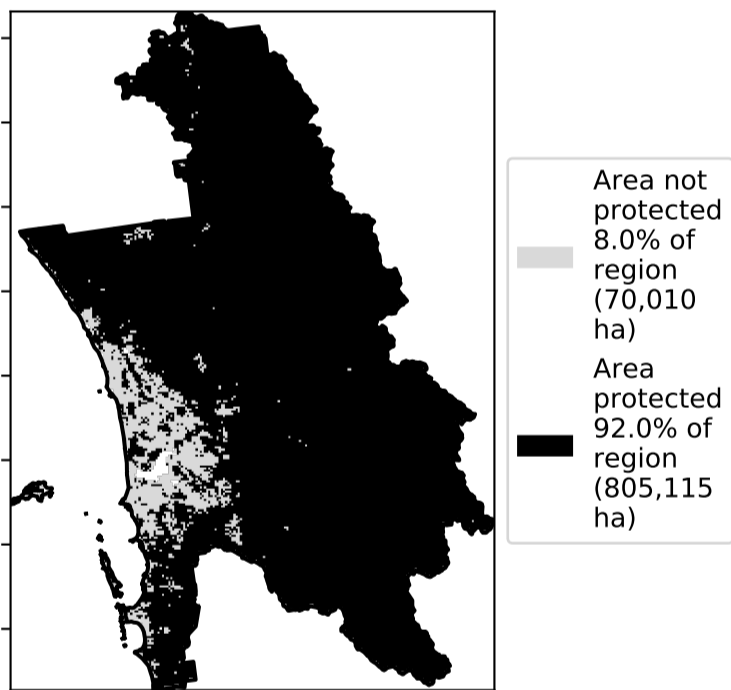 Area not
protected
8.0% of
region
(70,010
ha)
Area
protected
92.0% of
region
(805,115
ha)